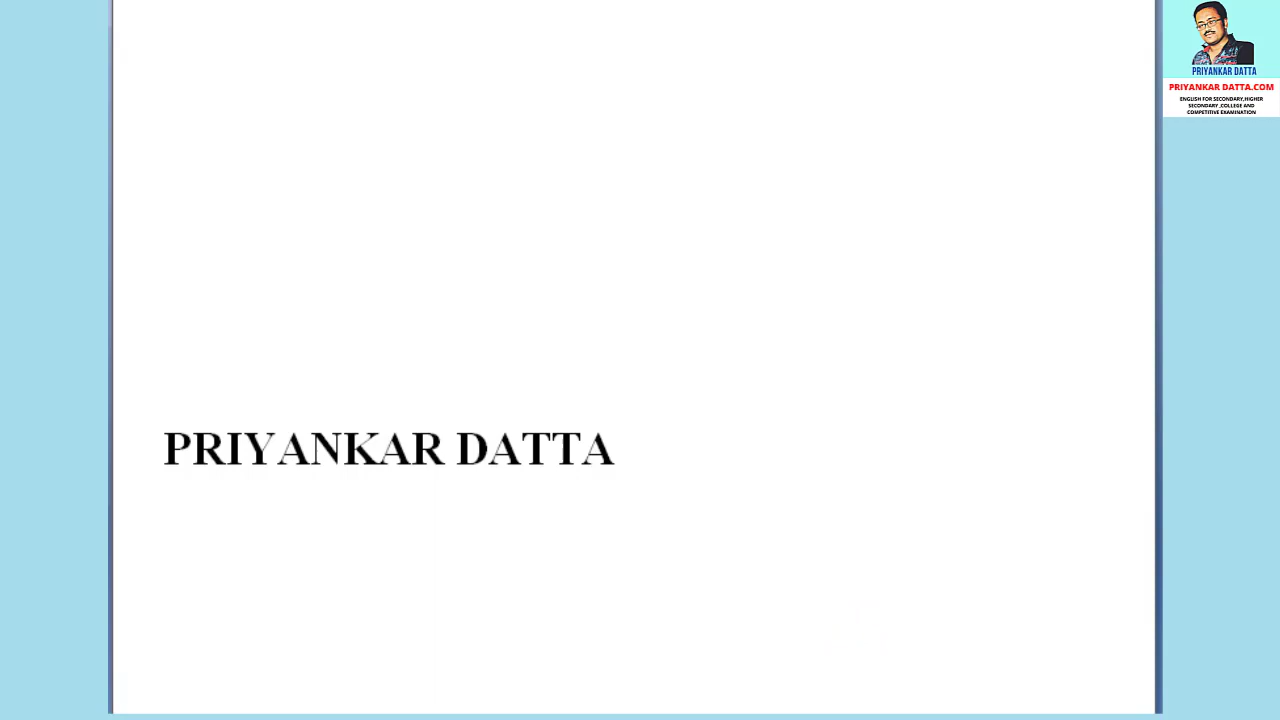 PRIYANKAR DATTA
PRIYANKAR DATTA.COM
ENGLISH FOR SECONDARY,HIGHER
SECONDARY ,COLLEGE AND
COMPETITIVE EXAMINATION
PRIYANKAR DATTA